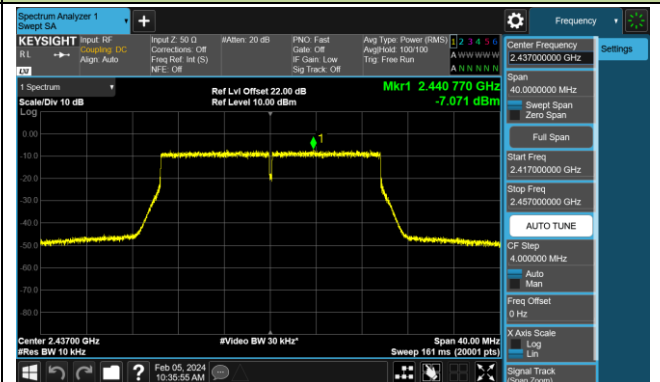 Spectrum Analyzer 1
Swept SA
Frequency
KEYSIGHT
Input: RF
Coupling: DC
Align: Auto
Input Z: 50 Ω
Corrections: Off
Freq Ref: Int (S)
NFE: Off
#Atten: 20 dB
PNO: Fast
Gate: Off
IF Gain: Low
Sig Track: Off
Avg Type: Power (RMS)
Avg|Hold: 100/100
Trig: Free Run
1 2 3 4 5 6
A W W W W W
A N N N N N
RL
Center Frequency
2.437000000 GHz
Settings
Span
40.0000000 MHz
Swept Span
Zero Span
Full Span
Start Freq
2.417000000 GHz
Stop Freq
2.457000000 GHz
AUTO TUNE
CF Step
4.000000 MHz
Auto
Man
Freq Offset
0 Hz
X Axis Scale
Log
Lin
Signal Track
(Span Zoom)
1 Spectrum
Scale/Div 10 dB
Log
Ref Lvl Offset 22.00 dB
Ref Level 10.00 dBm
Mkr1 2.440 770 GHz
-7.071 dBm
1
0.00
-10.0
-20.0
-30.0
-40.0
-50.0
-60.0
-70.0
-80.0
Center 2.43700 GHz
#Res BW 10 kHz
#Video BW 30 kHz*
Span 40.00 MHz
Sweep 161 ms (20001 pts)
?
Feb 05, 2024
10:35:55 AM